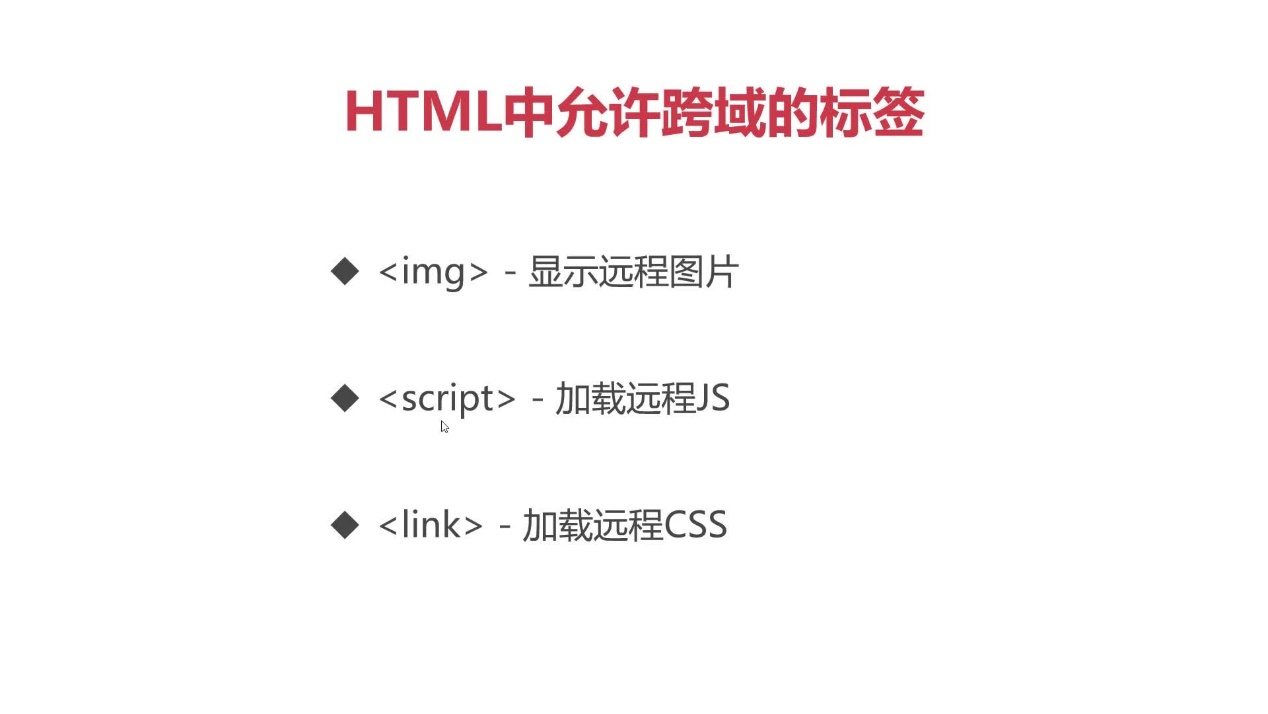 HTML中允许跨域的标签
◆ <img> - 显示远程图片
◆ <script> - 加载远程JS
◆ <link> - 加载远程CSS